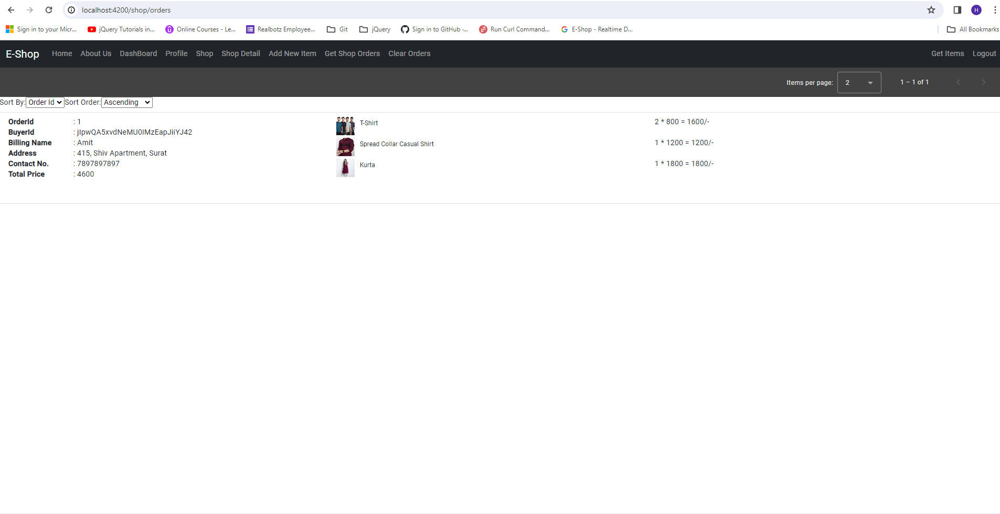 localhost:4200/shop/orders
H
Sign in to your Micr... jQuery Tutorials in... Online Courses - Le... Realbotz Employee... Git jQuery Sign in to GitHub ·... Run Curl Command... E-Shop - Realtime D... All Bookmarks
E-Shop Home About Us DashBoard Profile Shop Shop Detail Add New Item Get Shop Orders Clear Orders Get Items Logout
Items per page: 2 1 – 1 of 1
Sort By: Order Id Sort Order: Ascending
OrderId : 1
BuyerId : jIpwQA5xvdNeMU0IMzEapJiiYJ42
Billing Name : Amit
Address : 415, Shiv Apartment, Surat
Contact No. : 7897897897
Total Price : 4600
T-Shirt 2 * 800 = 1600/-
Spread Collar Casual Shirt 1 * 1200 = 1200/-
Kurta 1 * 1800 = 1800/-